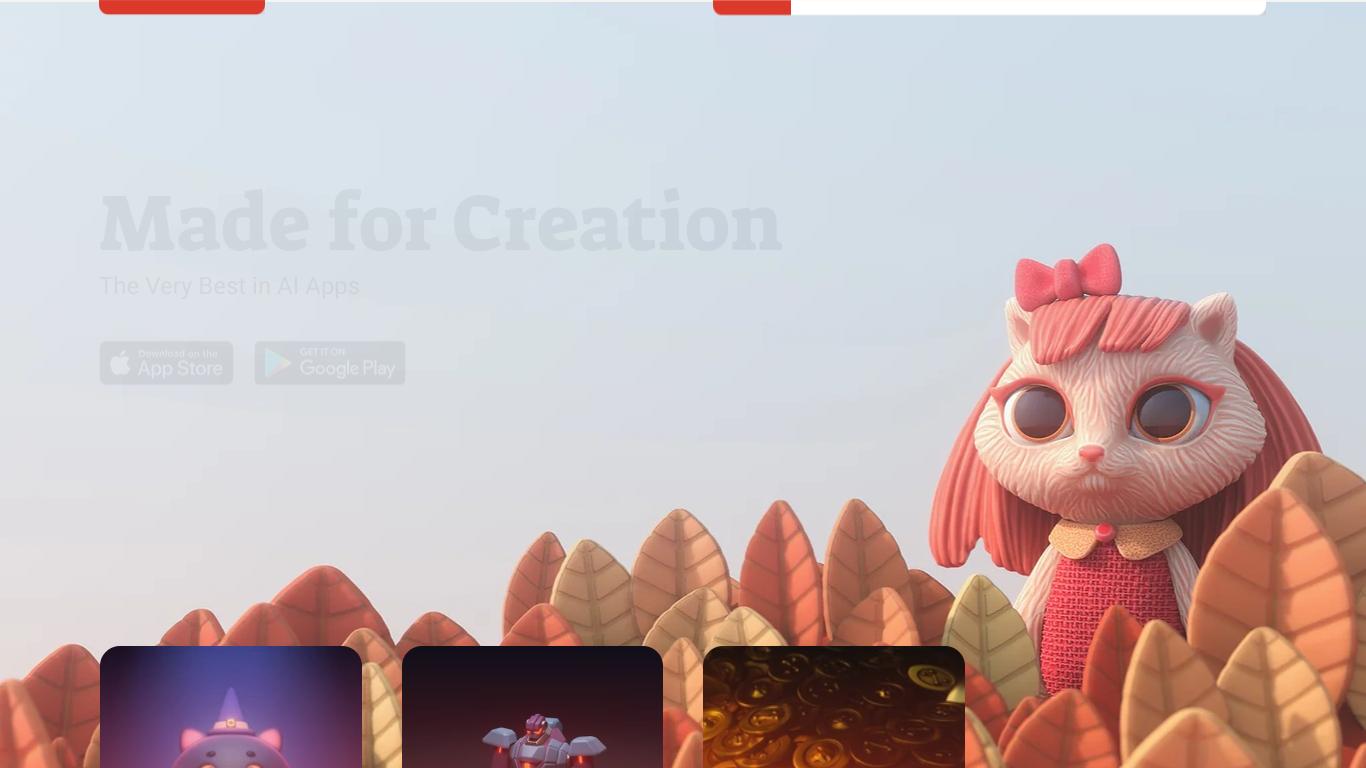 Made for Creation
The Very Best in AI Apps
Download on the
App Store
GET IT ON
Google Play